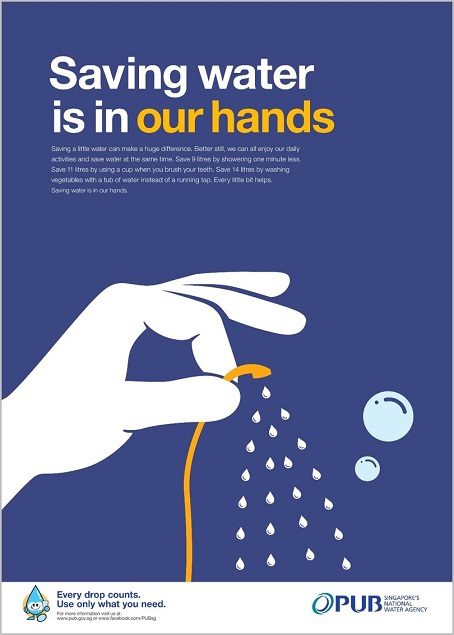 Saving water
is in our hands
Saving a little water can make a huge difference. Better still, we can all enjoy our daily
activities and save water at the same time. Save 9 litres by showering one minute less.
Save 11 litres by using a cup when you brush your teeth. Save 14 litres by washing
vegetables with a tub of water instead of a running tap. Every little bit helps.
Saving water is in our hands.
Every drop counts.
Use only what you need.
For more information visit us at:
www.pub.gov.sg or www.facebook.com/PUBsg
PUB
SINGAPORE'S
NATIONAL
WATER AGENCY